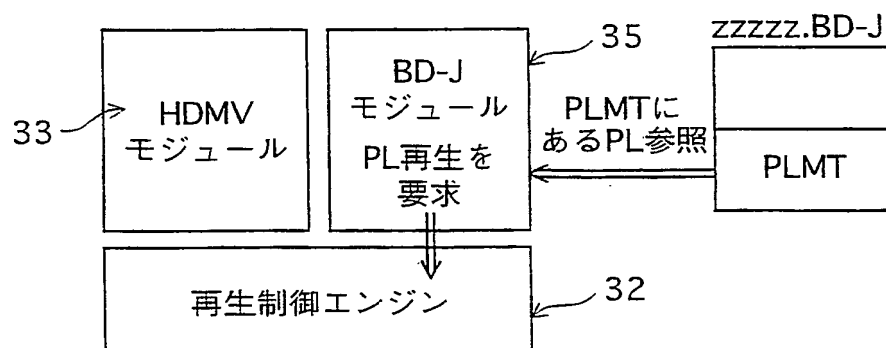 35
zzzzz.BD-J
33
HDMV
モジュール
BD-J
モジュール
PL再生を
要求
PLMTに
あるPL参照
PLMT
再生制御エンジン
32